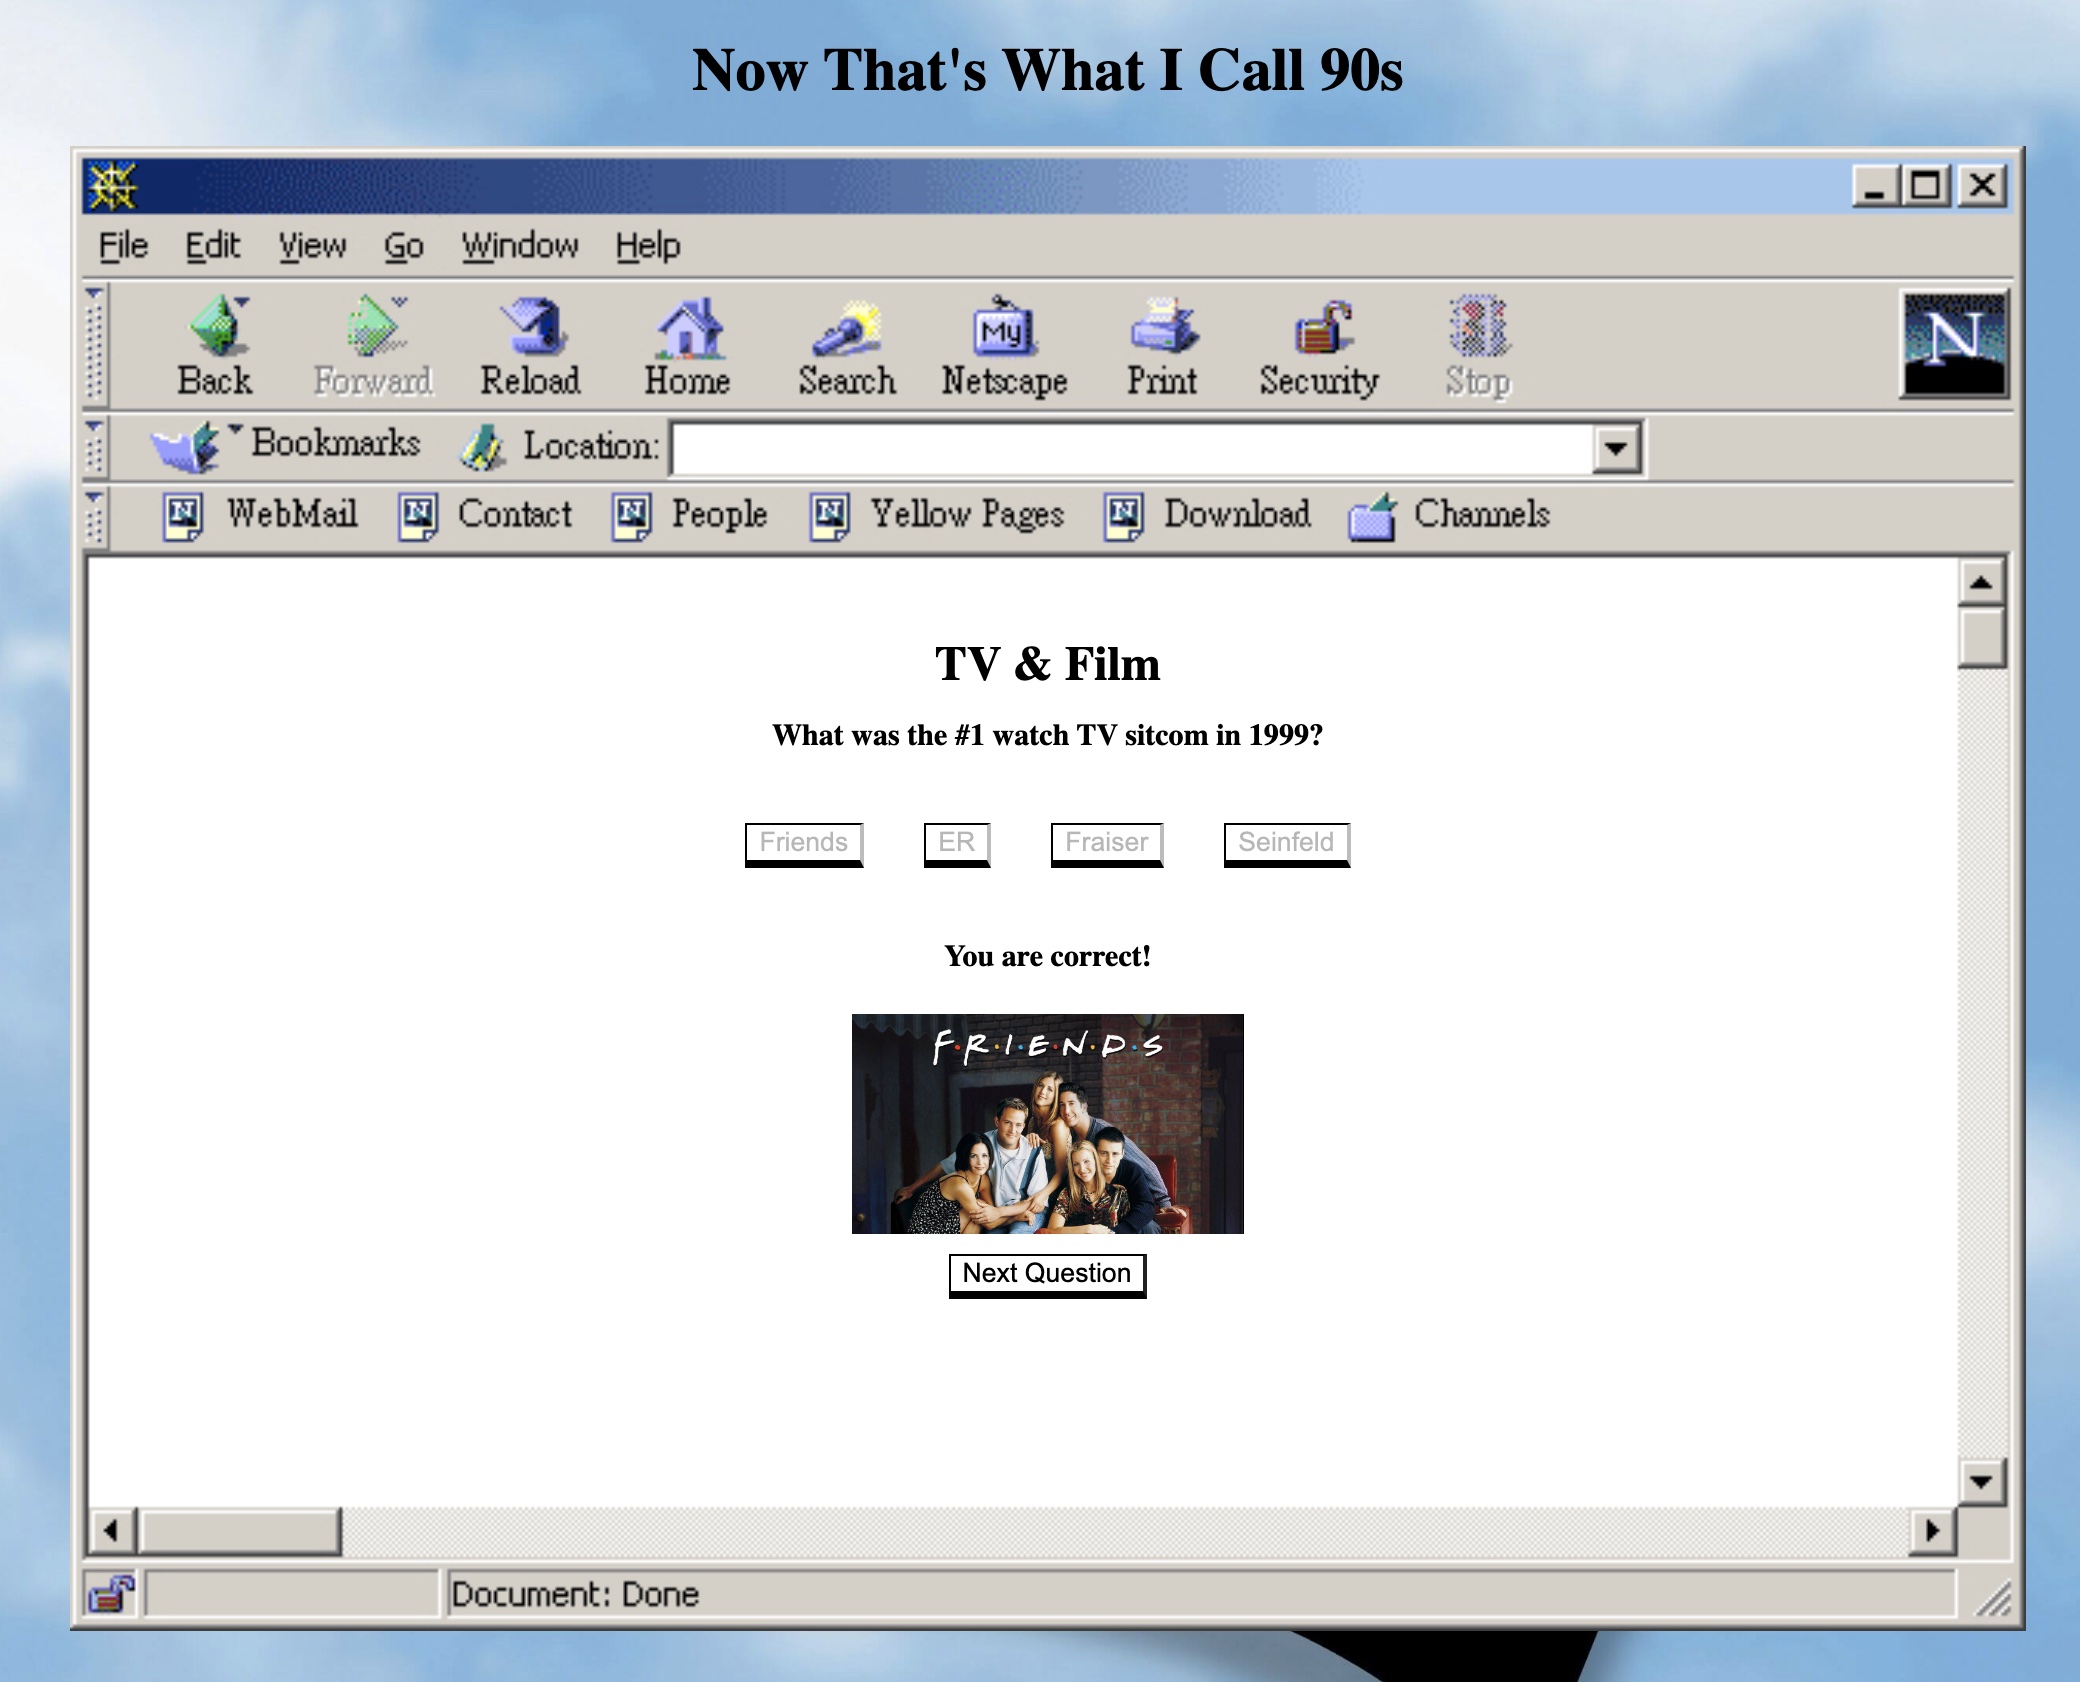 Now That's What I Call 90s
File Edit View Go Window Help
My
N
Back Forward Reload Home Search Netscape Print Security Stop
Bookmarks Location:
N WebMail N Contact N People N Yellow Pages N Download Channels
TV & Film
What was the #1 watch TV sitcom in 1999?
Friends ER Fraiser Seinfeld
You are correct!
F·R·I·E·N·D·S
Next Question
Document: Done